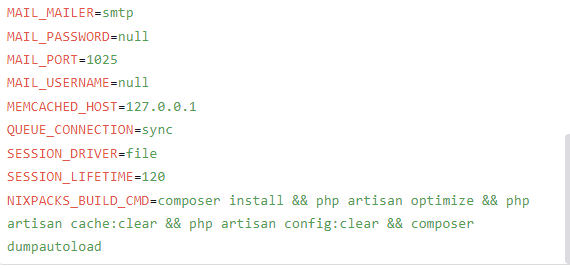 MAIL_MAILER=smtp
MAIL_PASSWORD=null
MAIL_PORT=1025
MAIL_USERNAME=null
MEMCACHED_HOST=127.0.0.1
QUEUE_CONNECTION=sync
SESSION_DRIVER=file
SESSION_LIFETIME=120
NIXPACKS_BUILD_CMD=composer install && php artisan optimize && php
artisan cache:clear && php artisan config:clear && composer
dumpautoload